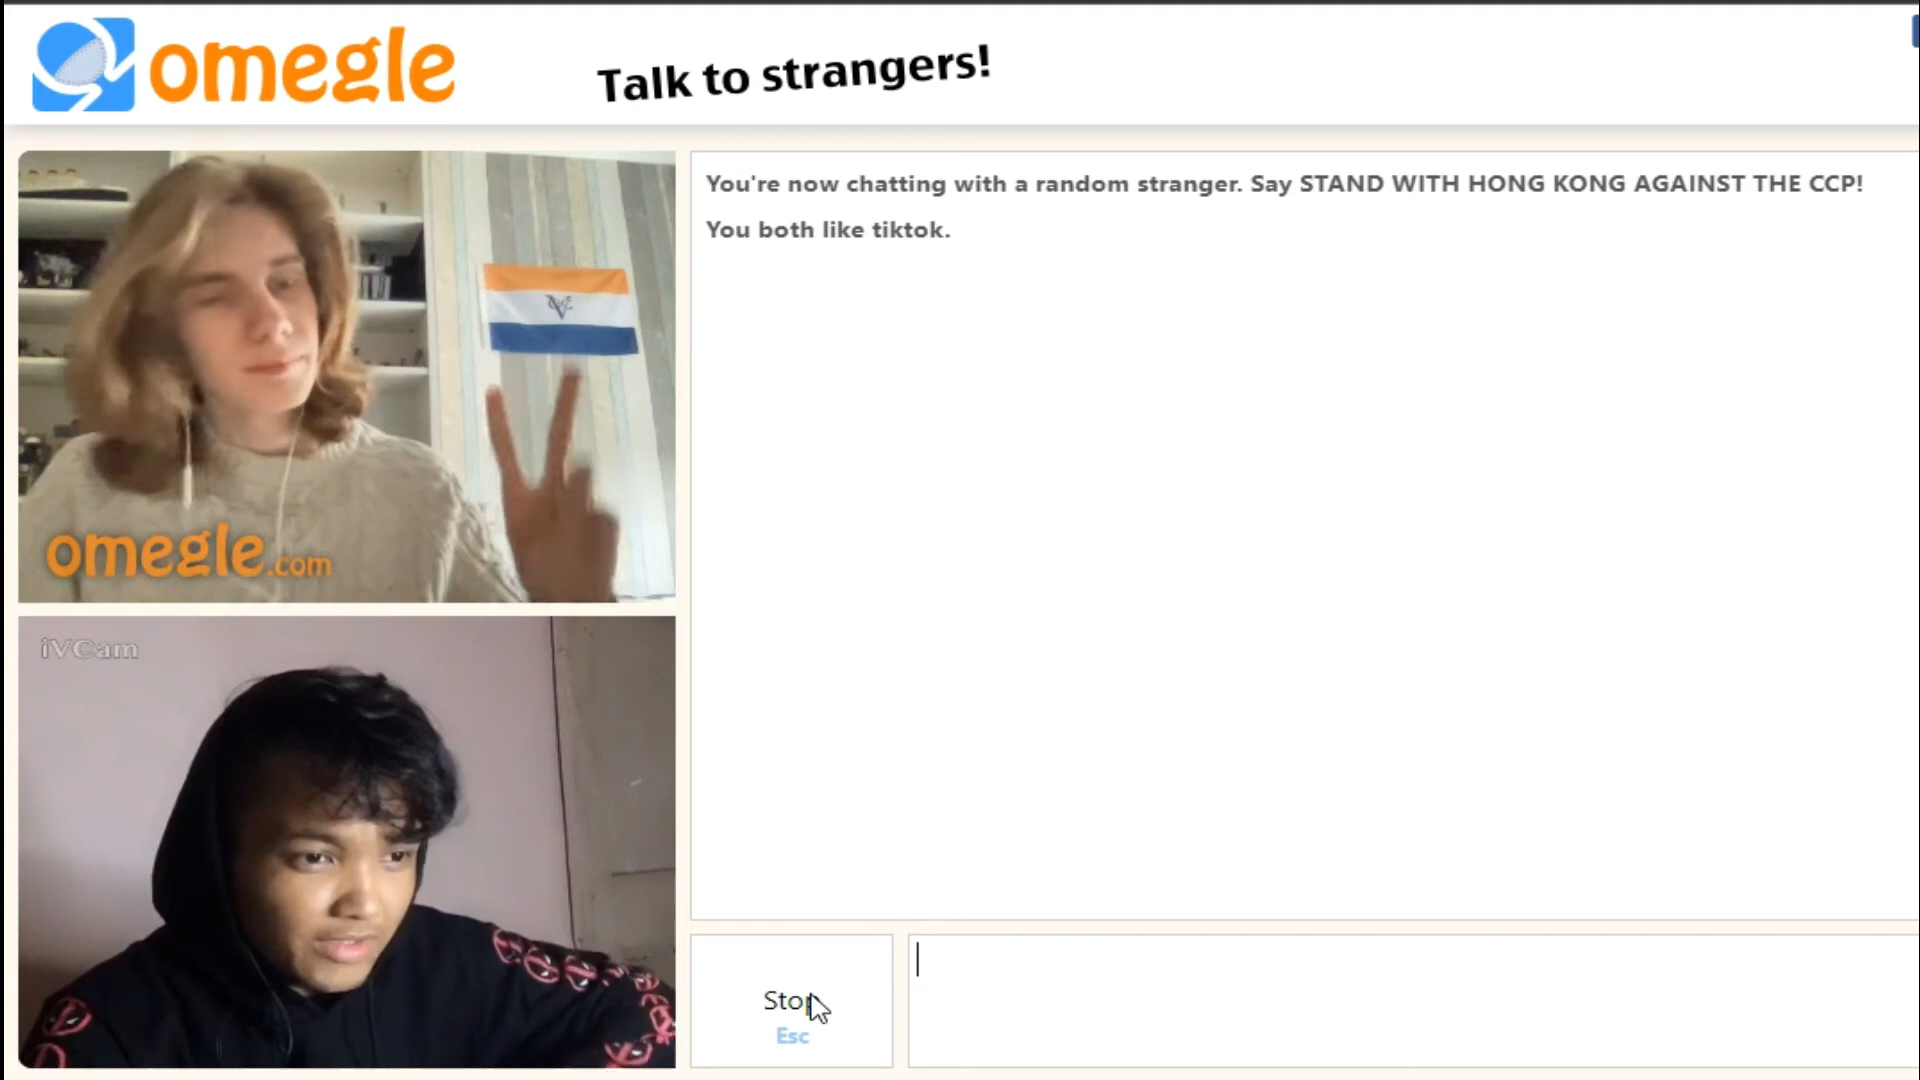 omegle
Talk to strangers!
You're now chatting with a random stranger. Say STAND WITH HONG KONG AGAINST THE CCP!
You both like tiktok.
omegle.com
iVCam
Stop
Esc